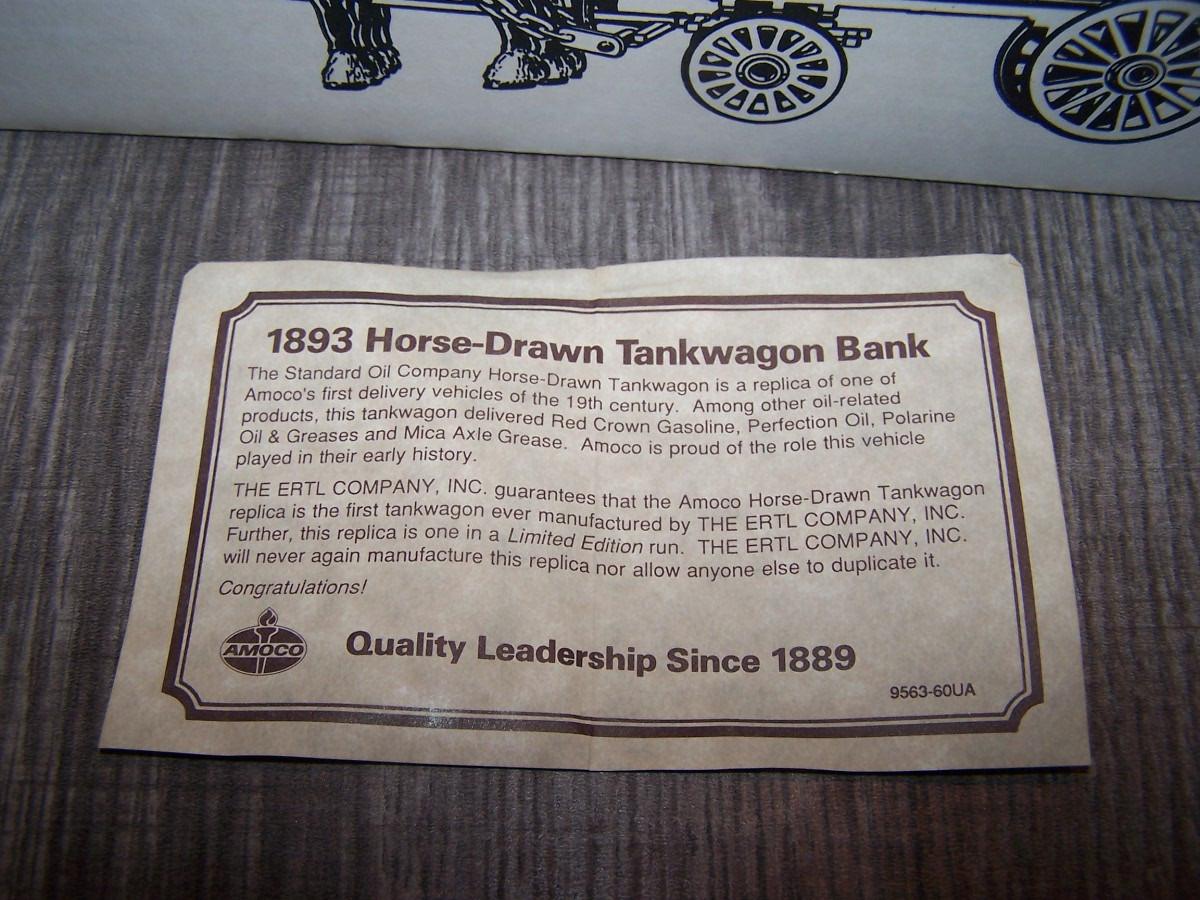 1893 Horse-Drawn Tankwagon Bank
The Standard Oil Company Horse-Drawn Tankwagon is a replica of one of
Amoco's first delivery vehicles of the 19th century. Among other oil-related
products, this tankwagon delivered Red Crown Gasoline, Perfection Oil, Polarine
Oil & Greases and Mica Axle Grease. Amoco is proud of the role this vehicle
played in their early history.
THE ERTL COMPANY, INC. guarantees that the Amoco Horse-Drawn Tankwagon
replica is the first tankwagon ever manufactured by THE ERTL COMPANY, INC.
Further, this replica is one in a Limited Edition run. THE ERTL COMPANY, INC.
will never again manufacture this replica nor allow anyone else to duplicate it.
Congratulations!
AMOCO
Quality Leadership Since 1889
9563-60UA